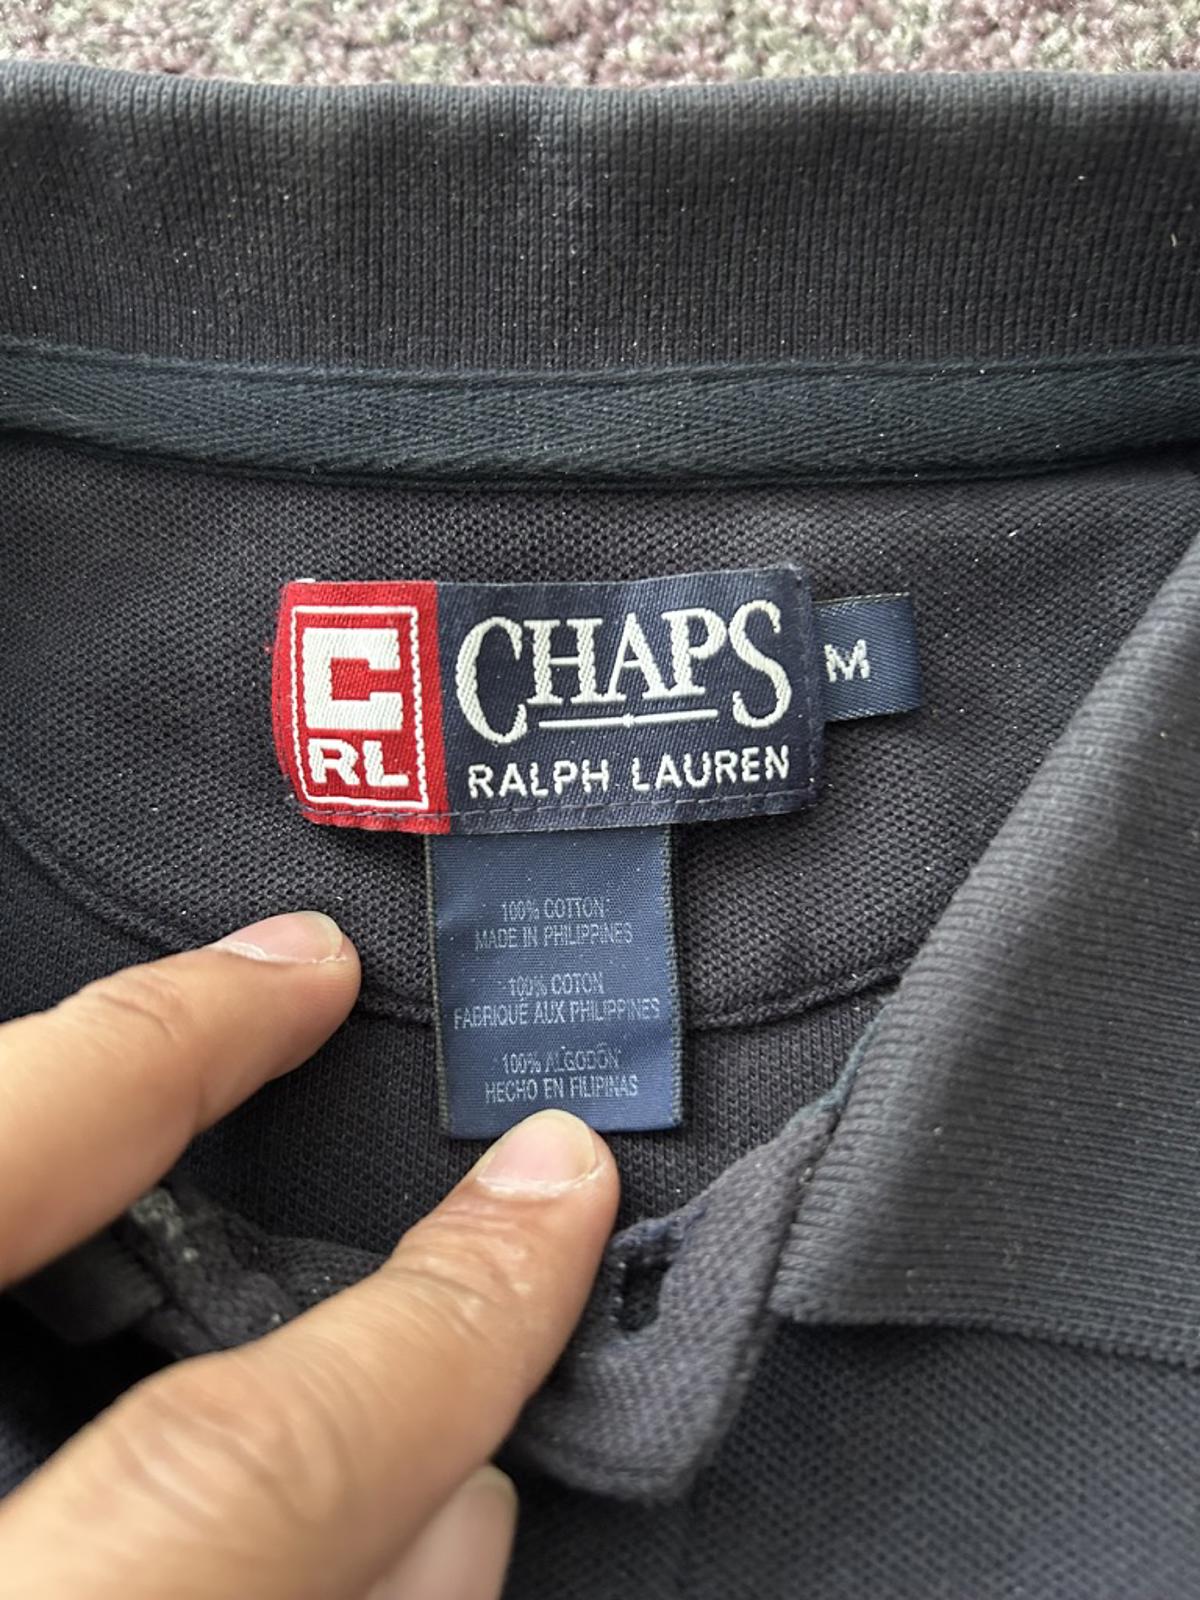 C
RL
CHAPS
RALPH LAUREN
M
100% COTTON
MADE IN PHILIPPINES
100% COTON
FABRIQUÉ AUX PHILIPPINES
100% ALGODÓN
HECHO EN FILIPINAS